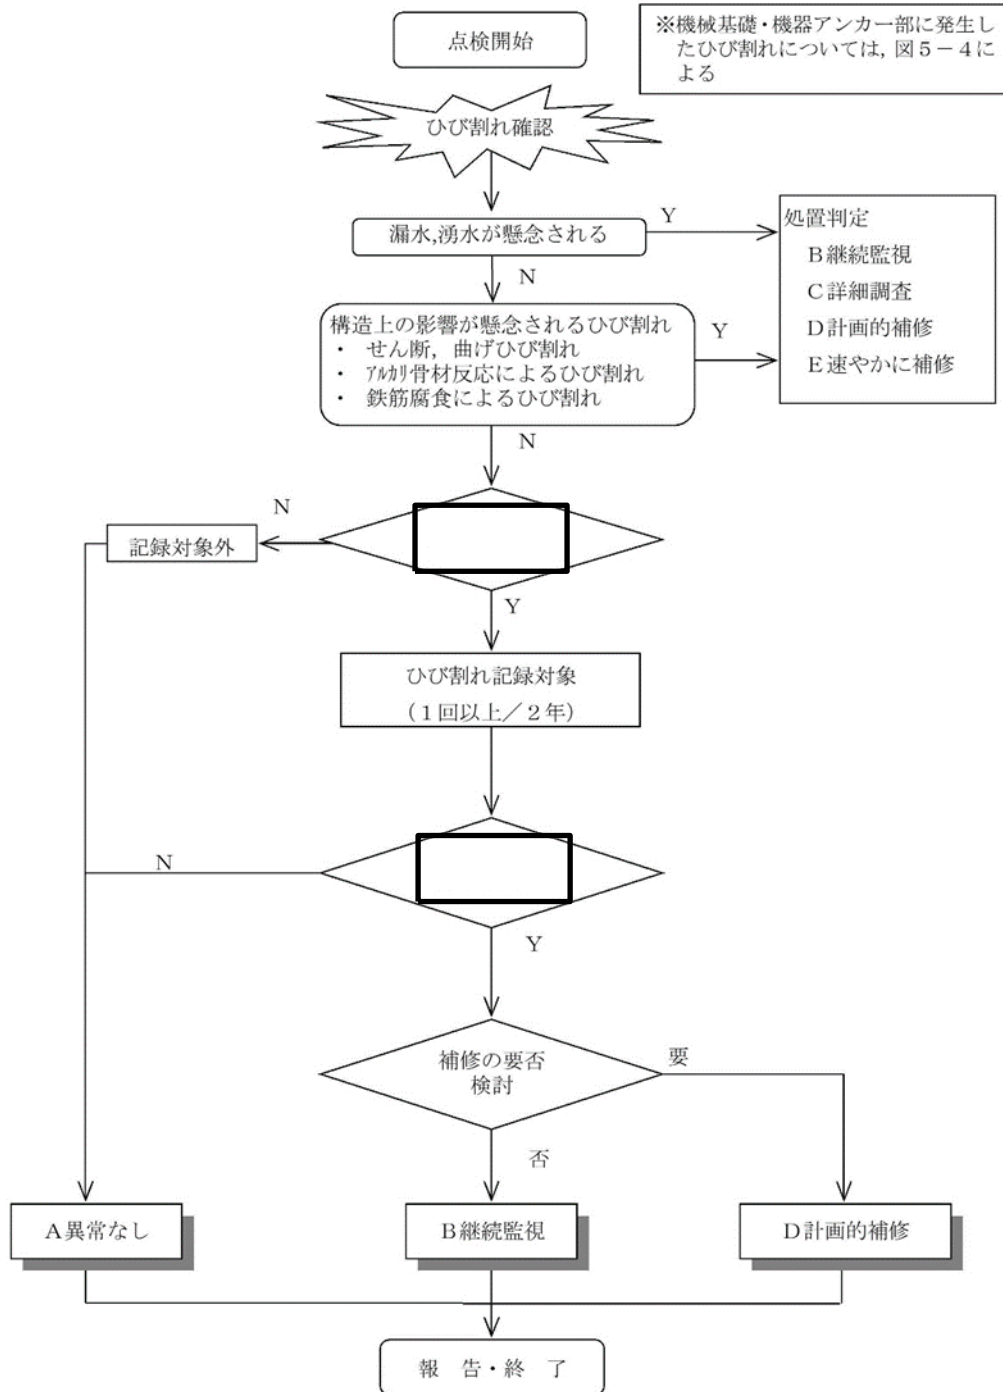 点検開始
※機械基礎・機器アンカー部に発生し
たひび割れについては，図５－４に
よる
ひび割れ確認
漏水,湧水が懸念される
Y
N
処置判定
B継続監視
C詳細調査
D計画的補修
E速やかに補修
構造上の影響が懸念されるひび割れ
・ せん断，曲げひび割れ
・ ｱﾙｶﾘ骨材反応によるひび割れ
・ 鉄筋腐食によるひび割れ
Y
N
N
記録対象外
Y
ひび割れ記録対象
（１回以上／２年）
N
Y
補修の要否
検討
要
否
A異常なし
B継続監視
D計画的補修
報　告・終　了